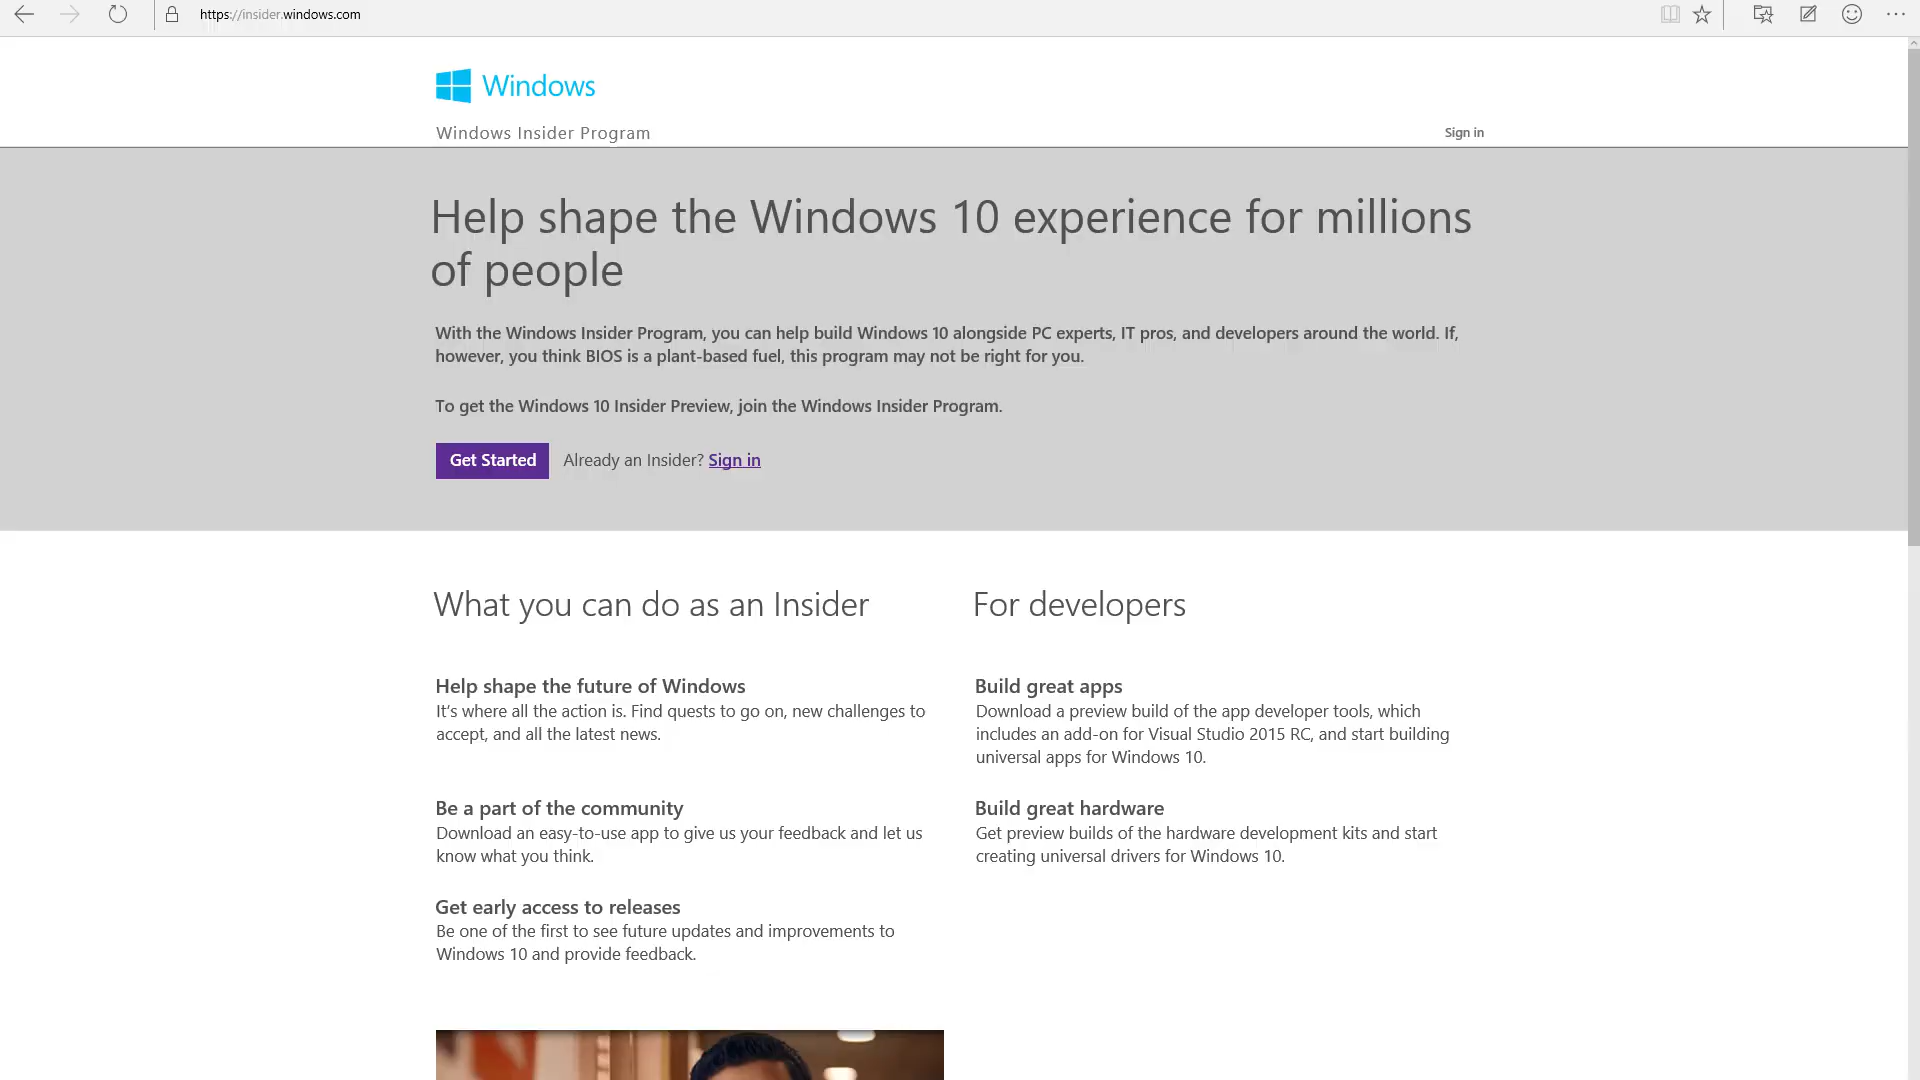 https://insider.windows.com
Windows
Windows Insider Program
Sign in
Help shape the Windows 10 experience for millions
of people
With the Windows Insider Program, you can help build Windows 10 alongside PC experts, IT pros, and developers around the world. If,
however, you think BIOS is a plant-based fuel, this program may not be right for you.
To get the Windows 10 Insider Preview, join the Windows Insider Program.
Get Started Already an Insider? Sign in
What you can do as an Insider
Help shape the future of Windows
It's where all the action is. Find quests to go on, new challenges to
accept, and all the latest news.
Be a part of the community
Download an easy-to-use app to give us your feedback and let us
know what you think.
Get early access to releases
Be one of the first to see future updates and improvements to
Windows 10 and provide feedback.
For developers
Build great apps
Download a preview build of the app developer tools, which
includes an add-on for Visual Studio 2015 RC, and start building
universal apps for Windows 10.
Build great hardware
Get preview builds of the hardware development kits and start
creating universal drivers for Windows 10.